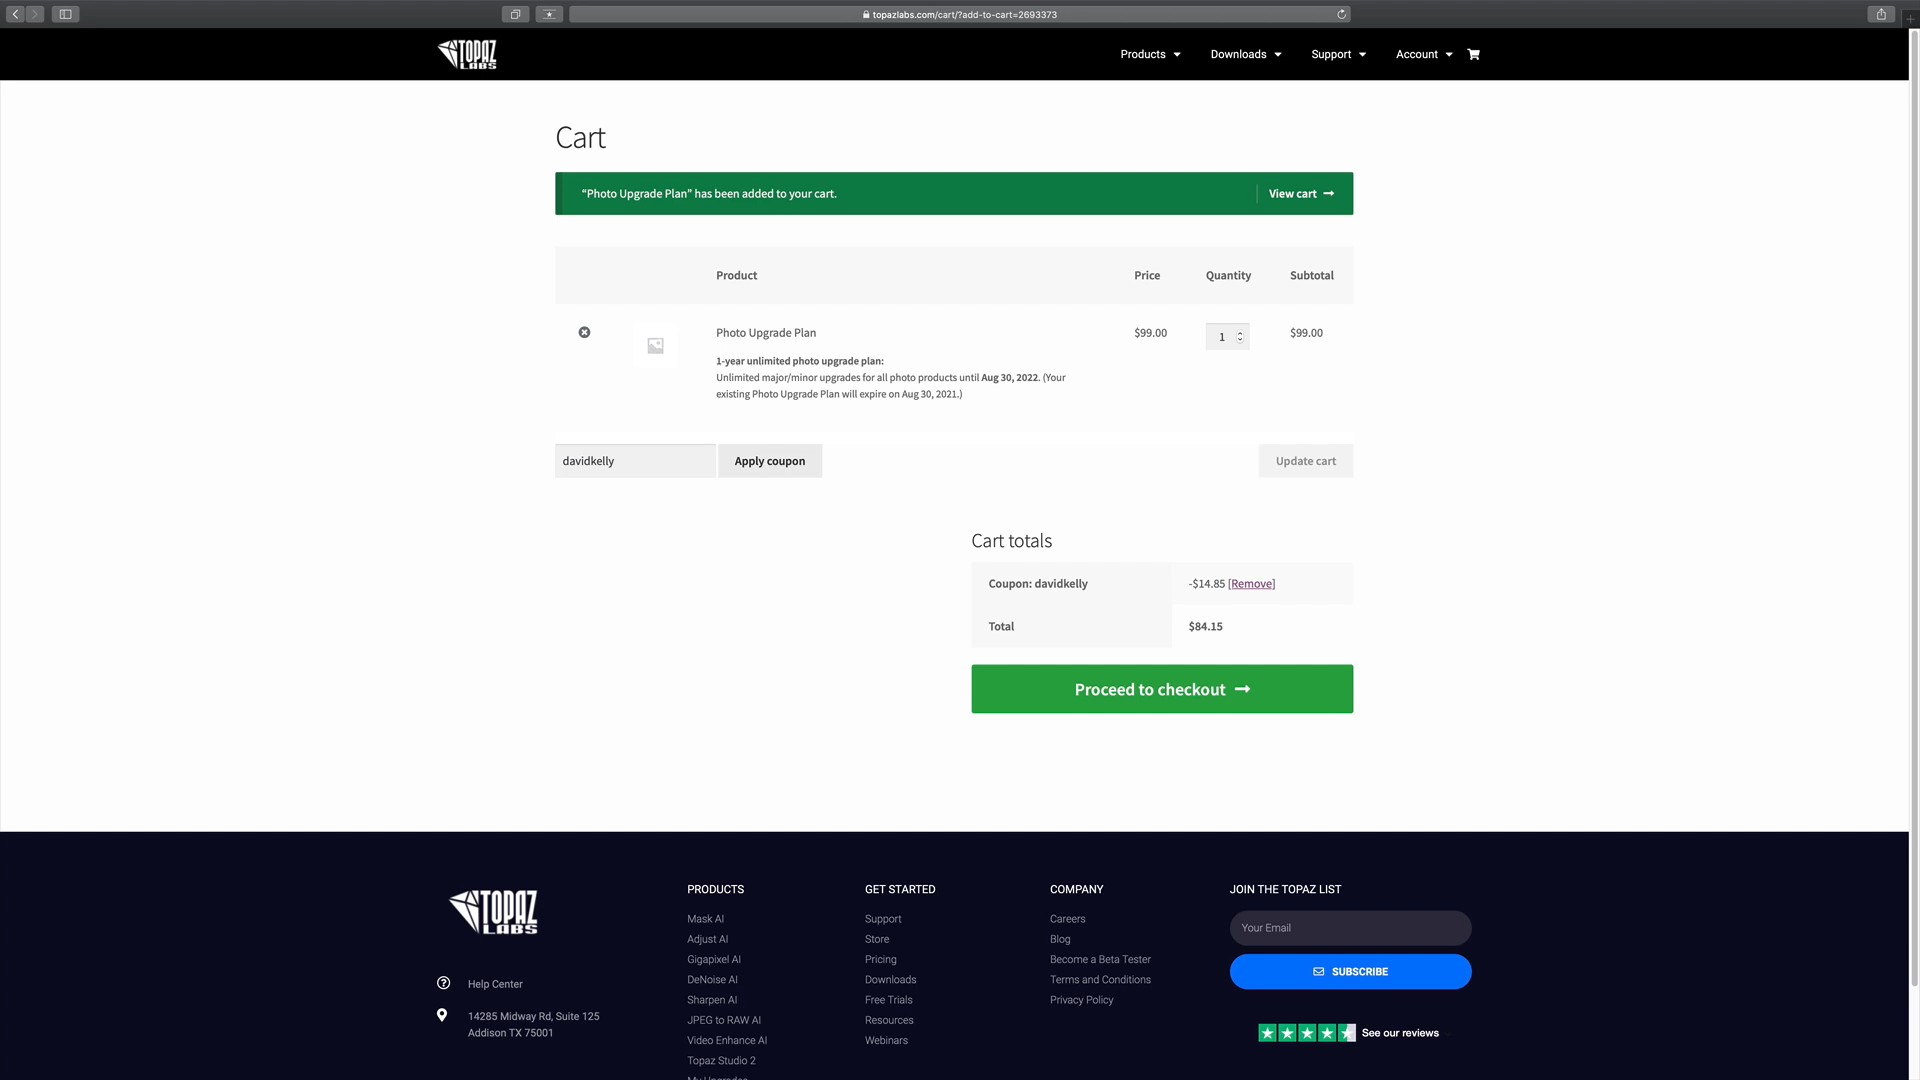 topazlabs.com/cart/?add-to-cart=2693373
TOPAZ LABS
Products
Downloads
Support
Account
Cart
“Photo Upgrade Plan” has been added to your cart.
View cart
Product
Price
Quantity
Subtotal
Photo Upgrade Plan
$99.00
1
$99.00
1-year unlimited photo upgrade plan:
Unlimited major/minor upgrades for all photo products until Aug 30, 2022. (Your
existing Photo Upgrade Plan will expire on Aug 30, 2021.)
davidkelly
Apply coupon
Update cart
Cart totals
Coupon: davidkelly
-$14.85 [Remove]
Total
$84.15
Proceed to checkout
TOPAZ LABS
Help Center
14285 Midway Rd, Suite 125
Addison TX 75001
PRODUCTS
Mask AI
Adjust AI
Gigapixel AI
DeNoise AI
Sharpen AI
JPEG to RAW AI
Video Enhance AI
Topaz Studio 2
GET STARTED
Support
Store
Pricing
Downloads
Free Trials
Resources
Webinars
COMPANY
Careers
Blog
Become a Beta Tester
Terms and Conditions
Privacy Policy
JOIN THE TOPAZ LIST
Your Email
SUBSCRIBE
See our reviews